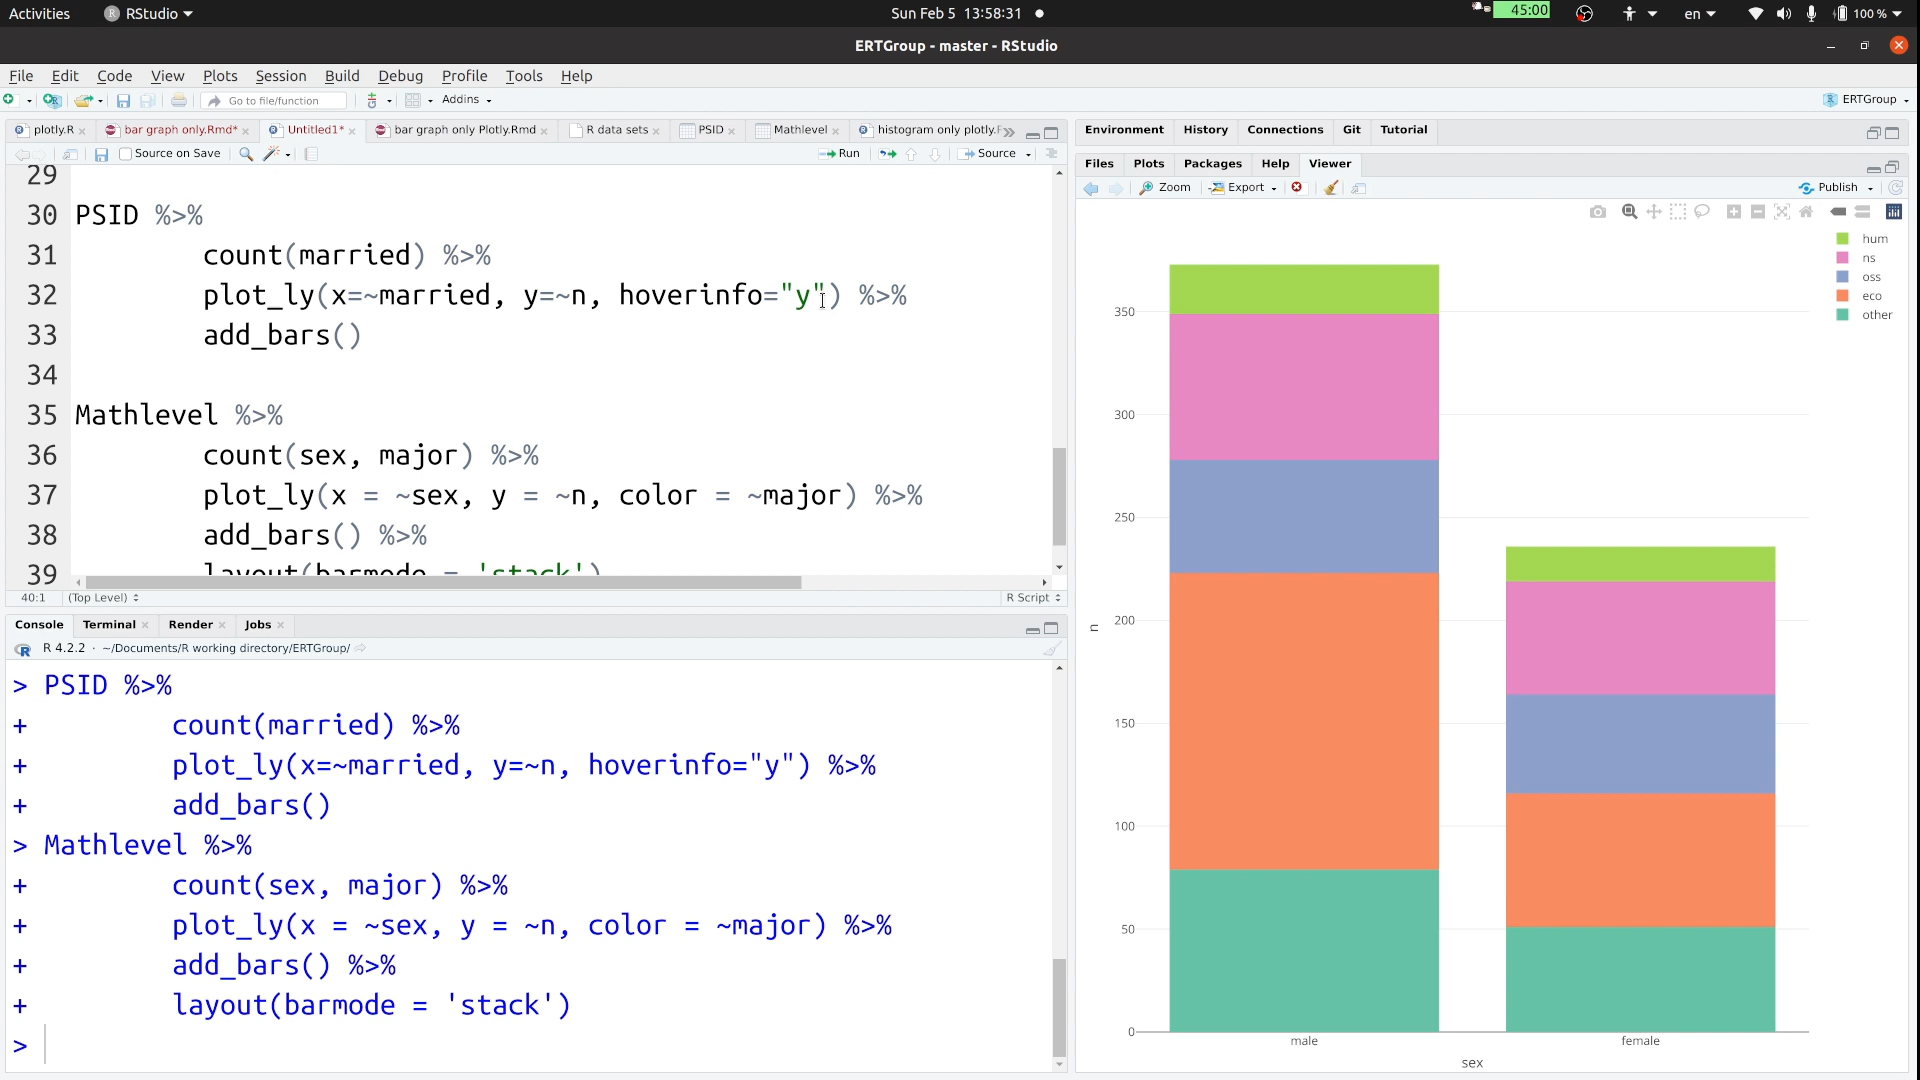 Activities
RStudio
Sun Feb 5 13:58:31
45:00
en
100 %
ERTGroup - master - RStudio
File Edit Code View Plots Session Build Debug Profile Tools Help
Go to file/function
Addins
ERTGroup
plotly.R
bar graph only.Rmd*
Untitled1*
bar graph only Plotly.Rmd
R data sets
PSID
Mathlevel
histogram only plotly.
Source on Save
Run
Source
29
30 PSID %>%
31 count(married) %>%
32 plot_ly(x=~married, y=~n, hoverinfo="y") %>%
33 add_bars()
34
35 Mathlevel %>%
36 count(sex, major) %>%
37 plot_ly(x = ~sex, y = ~n, color = ~major) %>%
38 add_bars() %>%
39 layout(barmode = 'stack')
40:1 (Top Level)
R Script
Console Terminal Render Jobs
R 4.2.2 · ~/Documents/R working directory/ERTGroup/
> PSID %>%
+ count(married) %>%
+ plot_ly(x=~married, y=~n, hoverinfo="y") %>%
+ add_bars()
> Mathlevel %>%
+ count(sex, major) %>%
+ plot_ly(x = ~sex, y = ~n, color = ~major) %>%
+ add_bars() %>%
+ layout(barmode = 'stack')
>
Environment History Connections Git Tutorial
Files Plots Packages Help Viewer
Zoom Export Publish
hum
ns
oss
eco
other
350
300
250
200
150
100
50
0
n
male female
sex